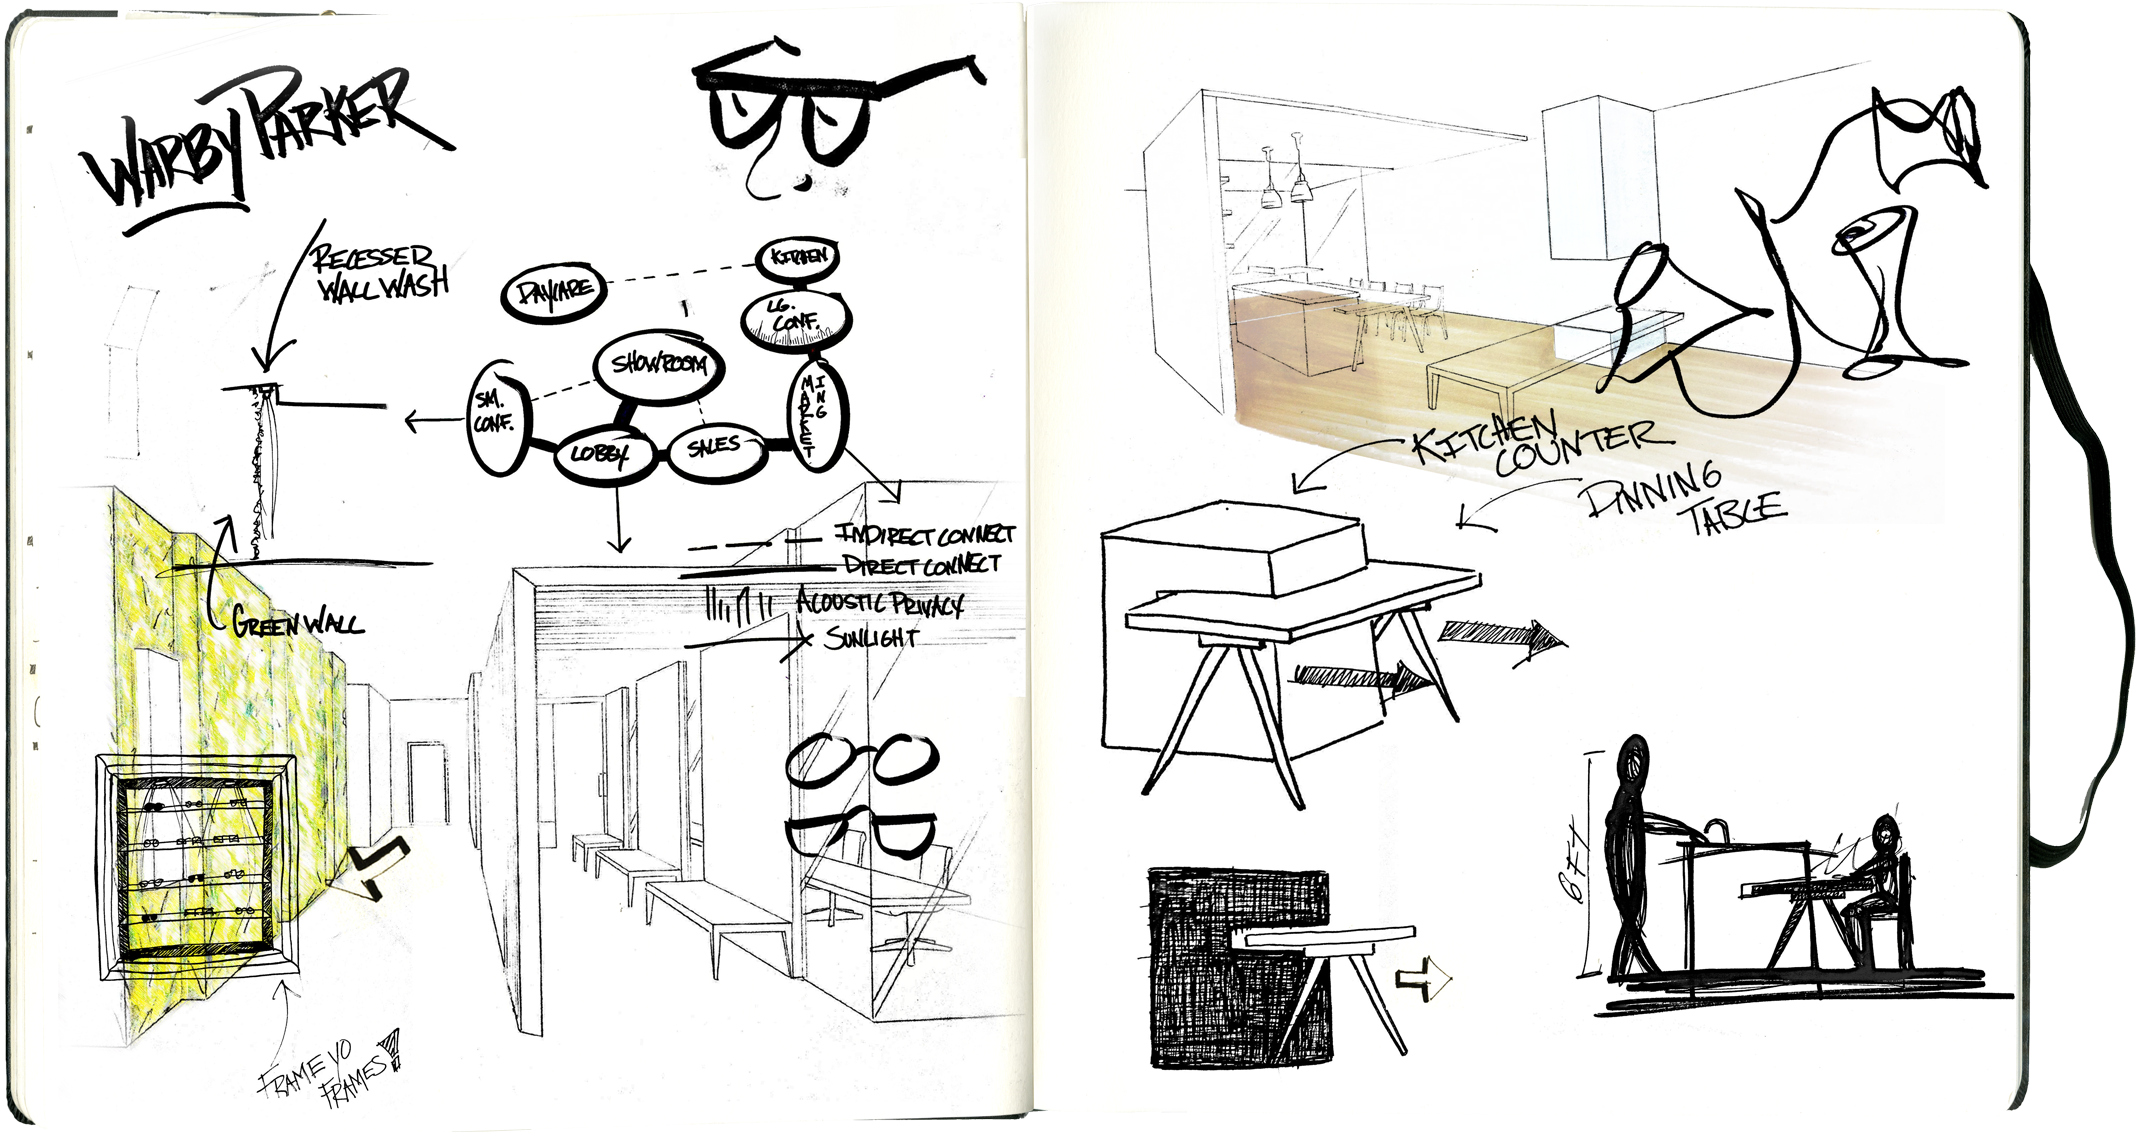 WARBY PARKER
RECESSED
WALL WASH
DAYCARE
KITCHEN
LG.
CONF.
SHOWROOM
MARKETING
SM.
CONF.
LOBBY
SALES
INDIRECT CONNECT
DIRECT CONNECT
ACOUSTIC PRIVACY
SUNLIGHT
GREEN WALL
FRAME YO
FRAMES!
KITCHEN
COUNTER
DINNING
TABLE
6FT